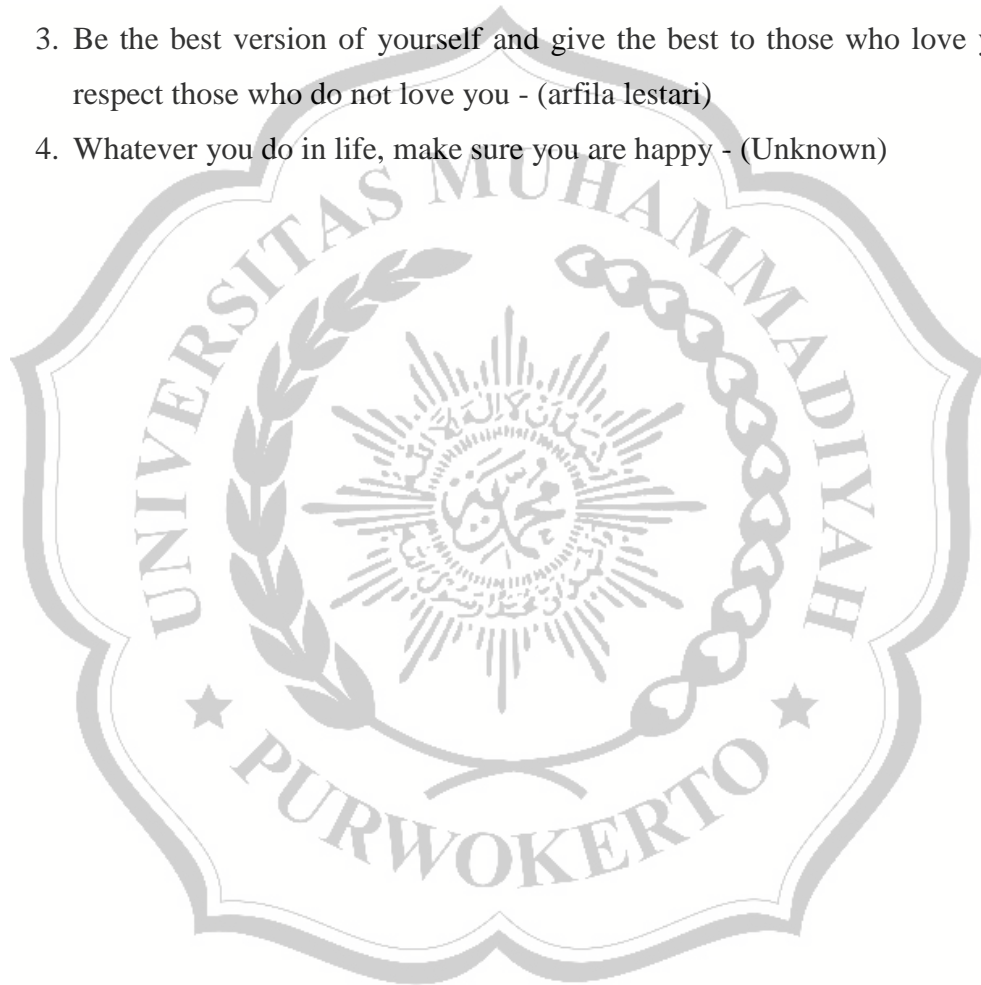 3. Be the best version of yourself and give the best to those who love
respect those who do not love you - (arfila lestari)
4. Whatever you do in life, make sure you are happy - (Unknown)
UNIVERSITAS MUHAMMADIYAH
محمد
PURWOKERTO